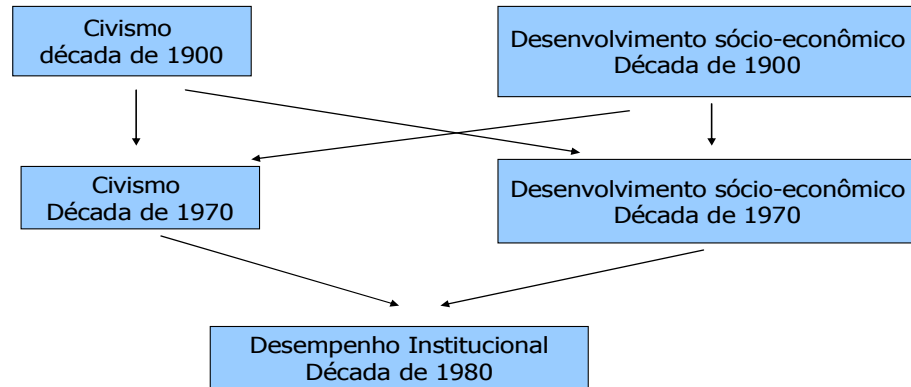 Civismo
década de 1900
Desenvolvimento sócio-econômico
Década de 1900
Civismo
Década de 1970
Desenvolvimento sócio-econômico
Década de 1970
Desempenho Institucional
Década de 1980